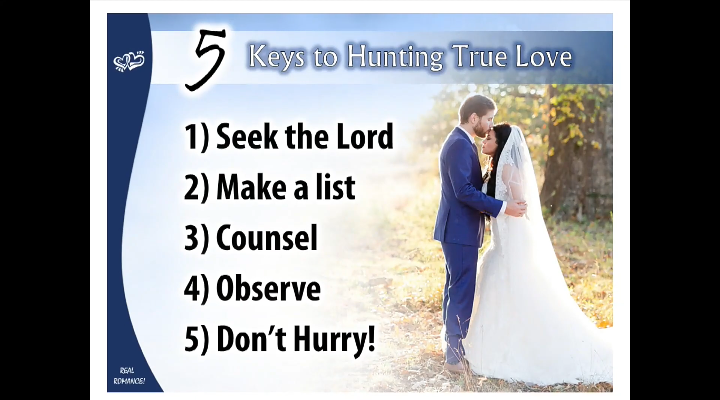 5 Keys to Hunting True Love
1) Seek the Lord
2) Make a list
3) Counsel
4) Observe
5) Don't Hurry!
REAL
ROMANCE!